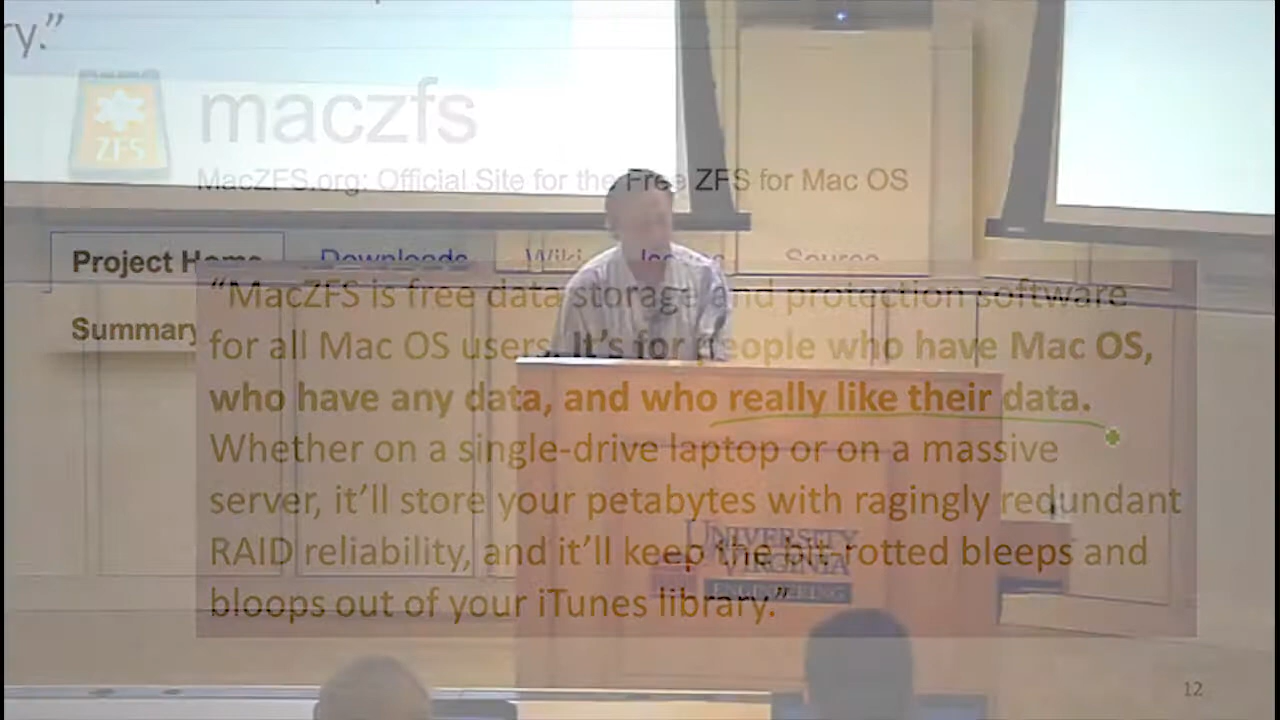 ry.”
ZFS
maczfs
MacZFS.org: Official Site for the Free ZFS for Mac OS
Project Home Downloads Wiki Issues Source
Summary
“MacZFS is free data storage and protection software
for all Mac OS users. It’s for people who have Mac OS,
who have any data, and who really like their data.
Whether on a single-drive laptop or on a massive
server, it’ll store your petabytes with ragingly redundant
RAID reliability, and it’ll keep the bit-rotted bleeps and
bloops out of your iTunes library.”
UNIVERSITY
VIRGINIA
ENGINEERING
12